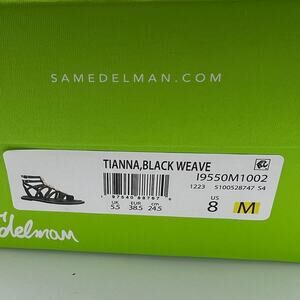 SAMEDELMAN.COM
TIANNA,BLACK WEAVE
I9550M1002
1223 S100528747 S4
UK EUR cm
5.5 38.5 24.5
US
8 M
Edelman